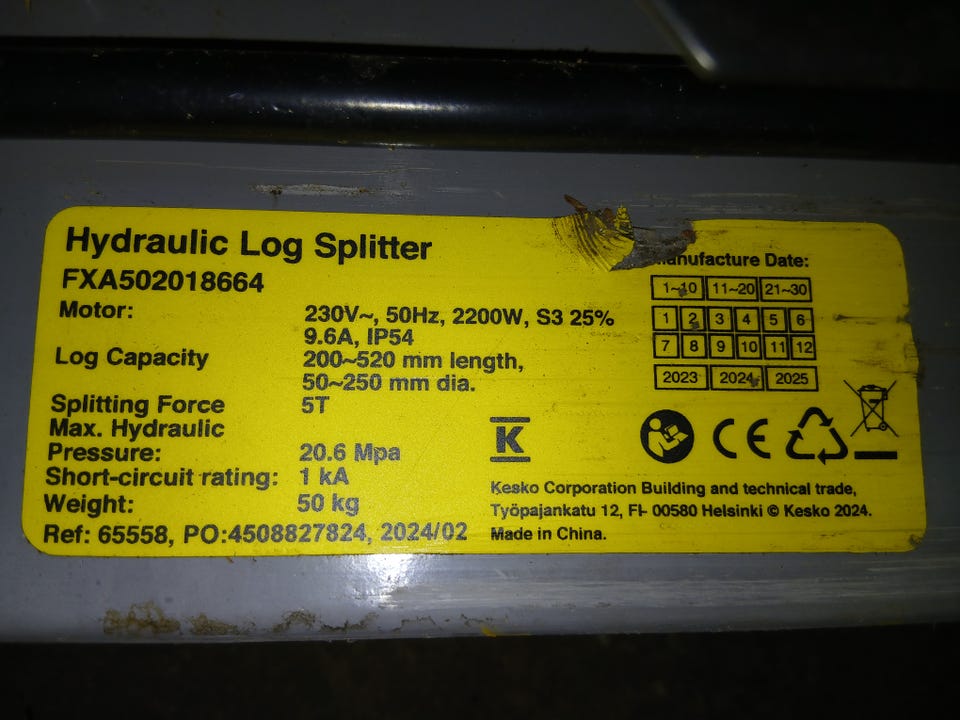 Hydraulic Log Splitter
FXA502018664
Motor: 230V~, 50Hz, 2200W, S3 25%
9.6A, IP54
Log Capacity 200~520 mm length,
50~250 mm dia.
Splitting Force 5T
Max. Hydraulic
Pressure: 20.6 Mpa
Short-circuit rating: 1 kA
Weight: 50 kg
Ref: 65558, PO:4508827824, 2024/02
anufacture Date:
1~10 11~20 21~30
1 2 3 4 5 6
7 8 9 10 11 12
2023 2024 2025
K
CE
Kesko Corporation Building and technical trade,
Työpajankatu 12, FI- 00580 Helsinki © Kesko 2024.
Made in China.